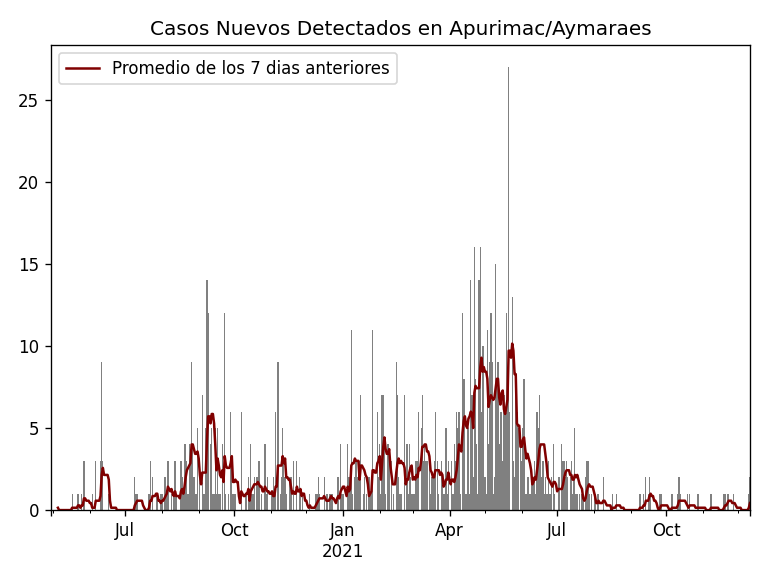 Casos Nuevos Detectados en Apurimac/Aymaraes
Promedio de los 7 dias anteriores
25
20
15
10
5
0
Jul Oct Jan Apr Jul Oct
2021